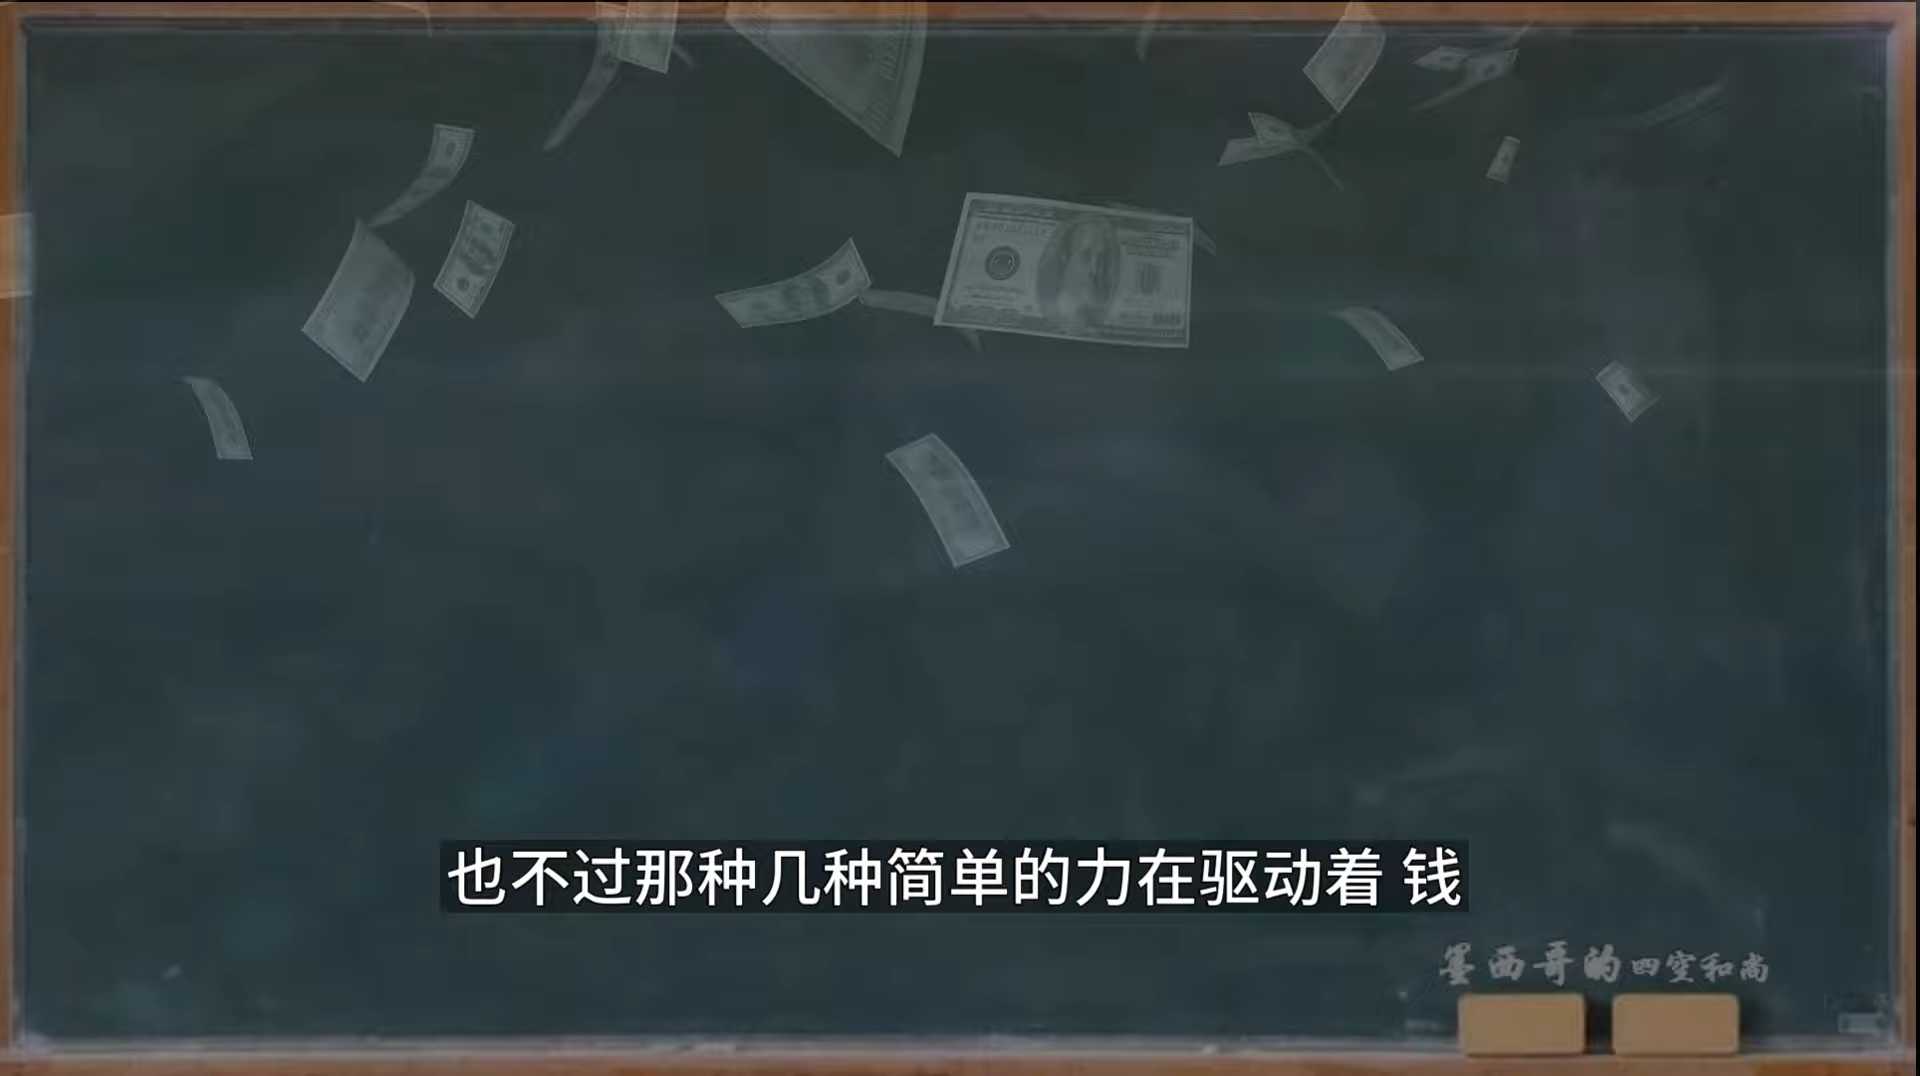 也不过那种几种简单的力在驱动着 钱
墨西哥的四空和尚